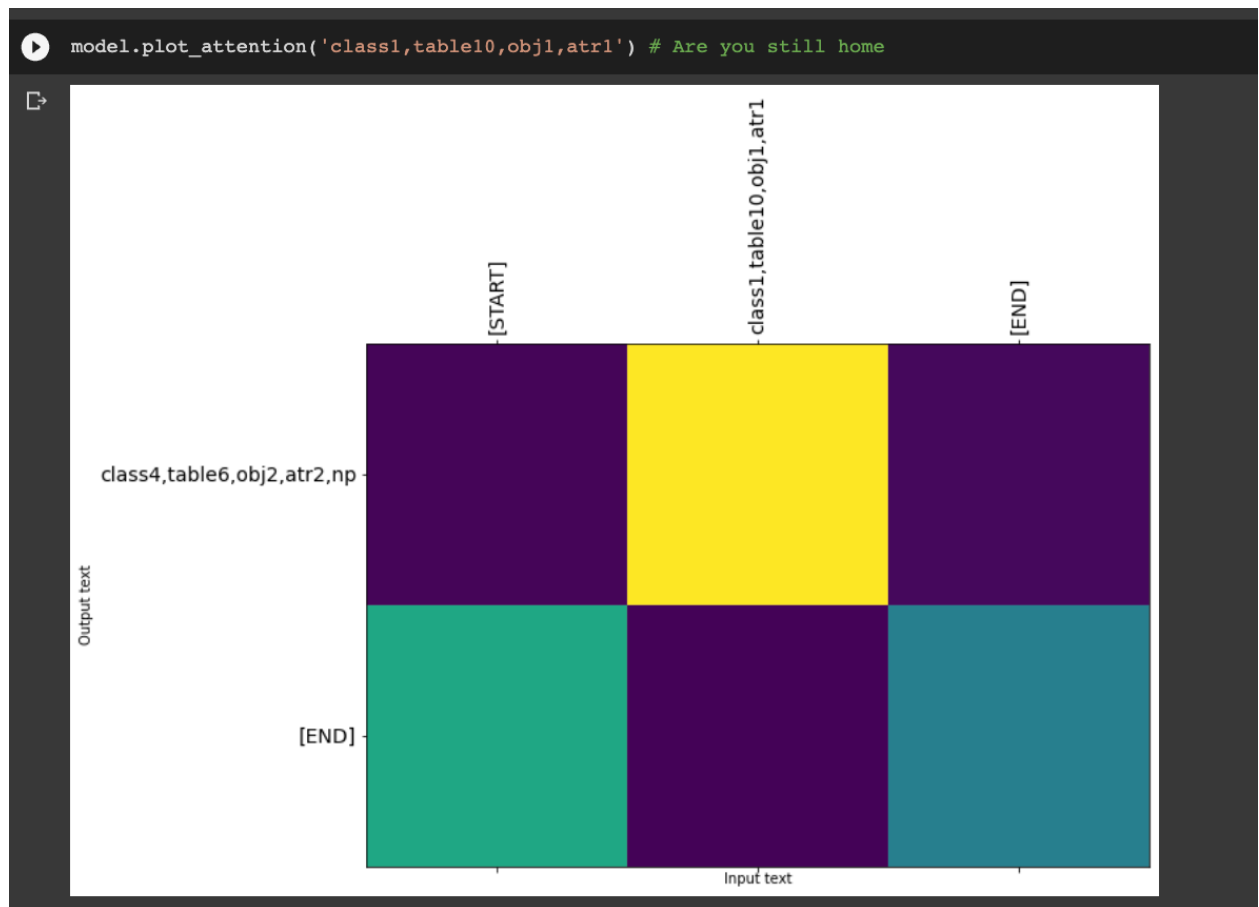 model.plot_attention('class1,table10,obj1,atr1') # Are you still home
[START]
class1,table10,obj1,atr1
[END]
class4,table6,obj2,atr2,np
[END]
Output text
Input text